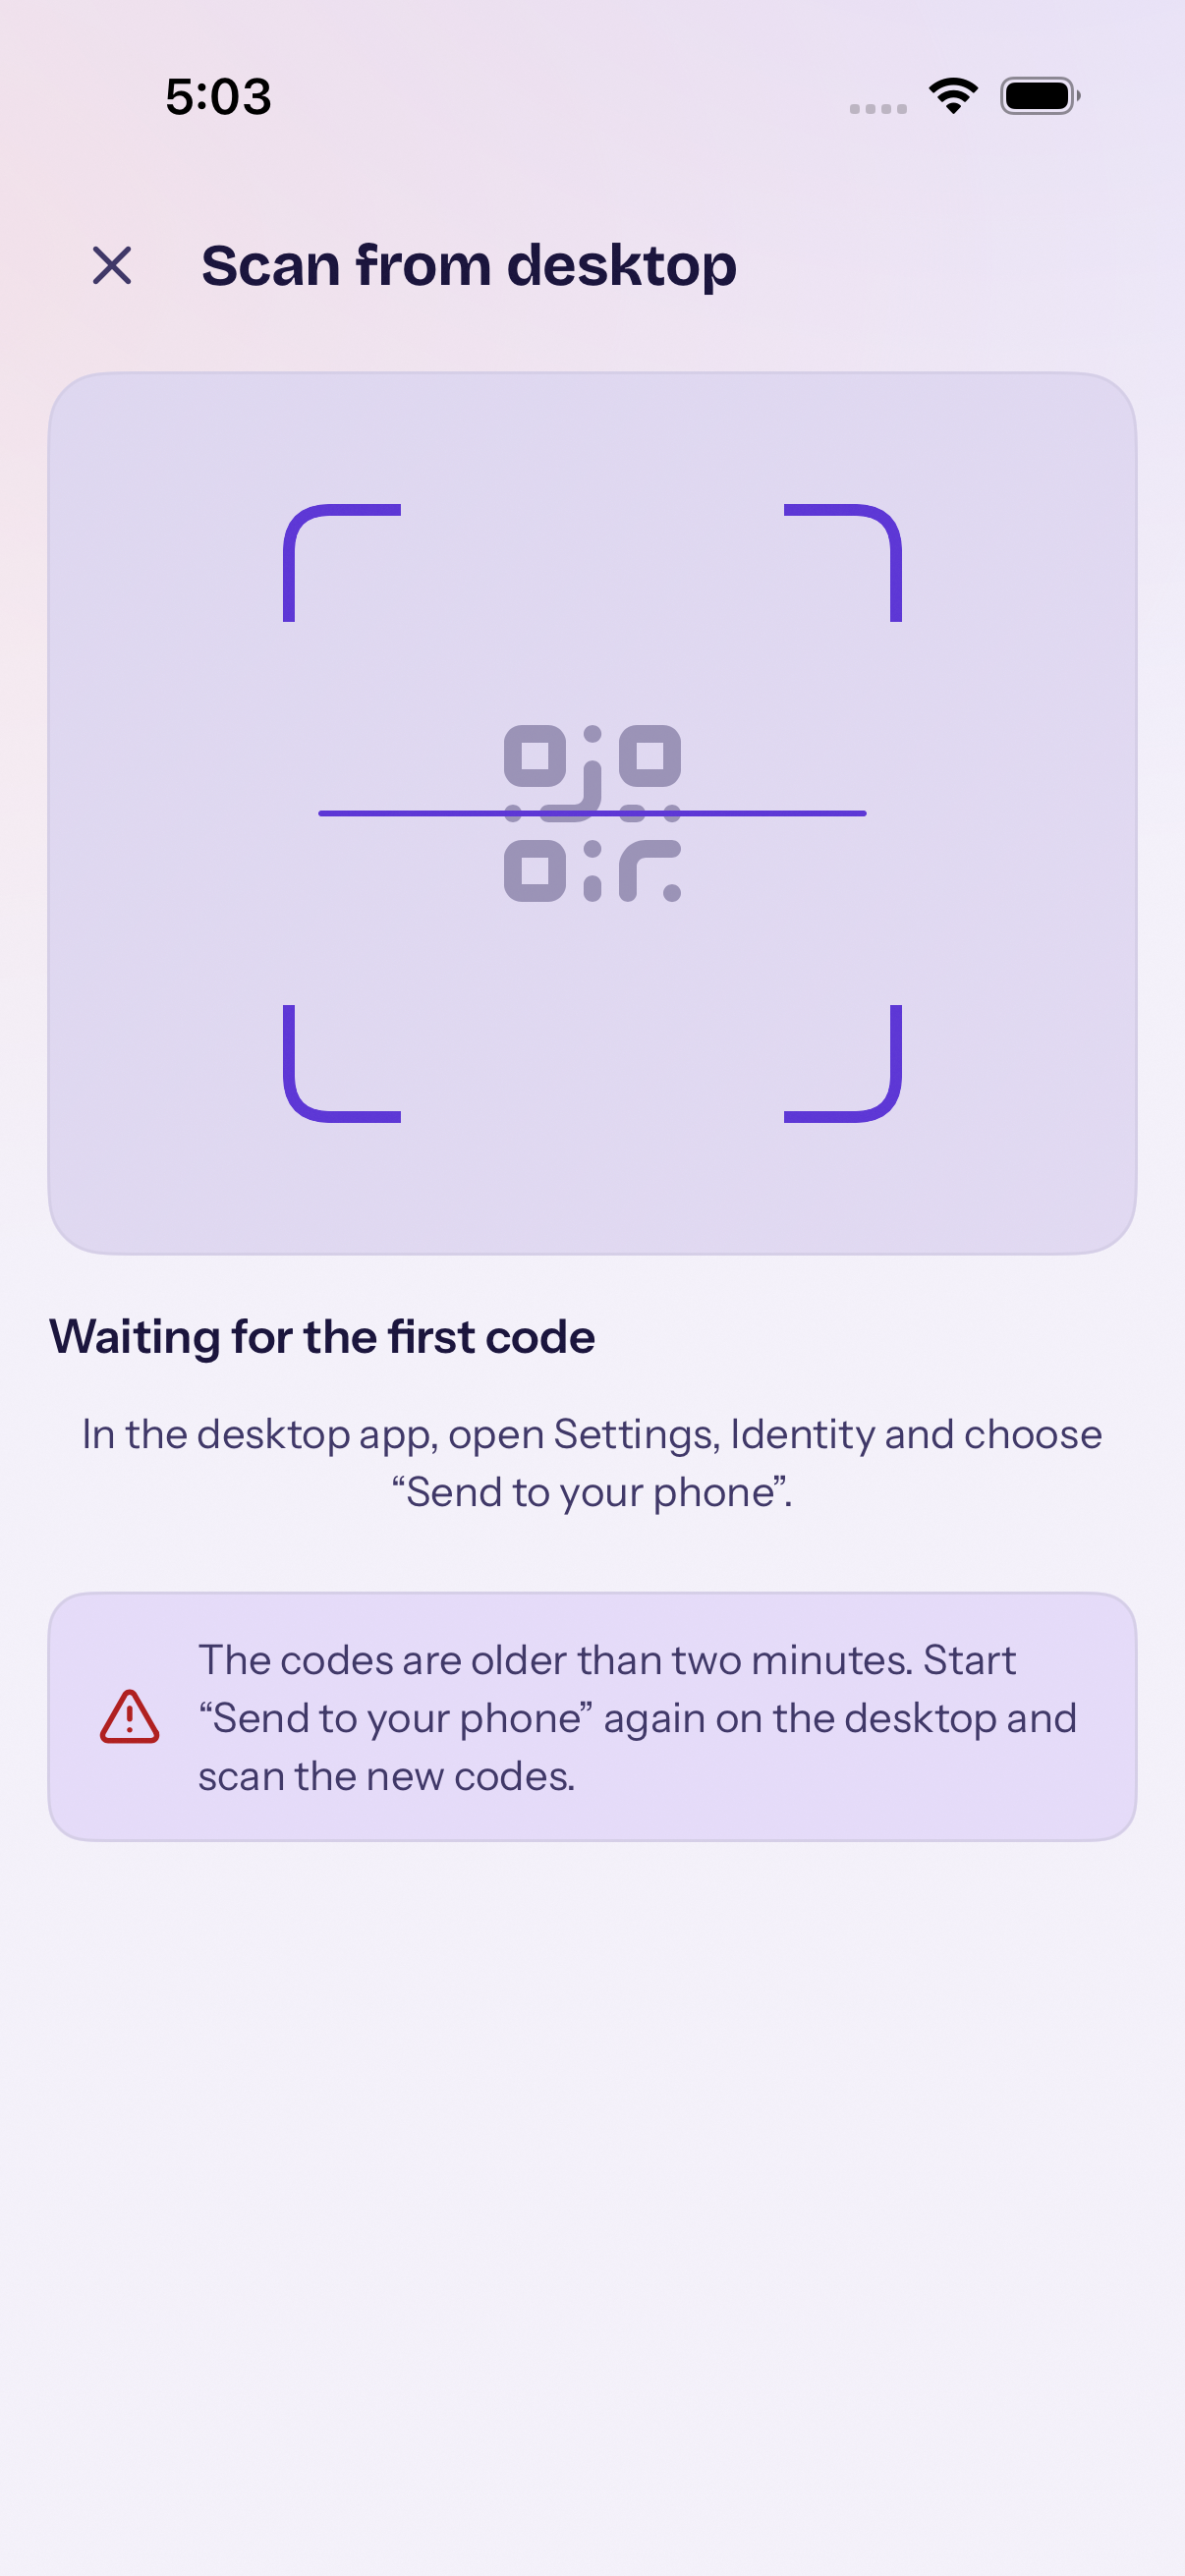 5:03
Scan from desktop
Waiting for the first code
In the desktop app, open Settings, Identity and choose
“Send to your phone”.
The codes are older than two minutes. Start
“Send to your phone” again on the desktop and
scan the new codes.